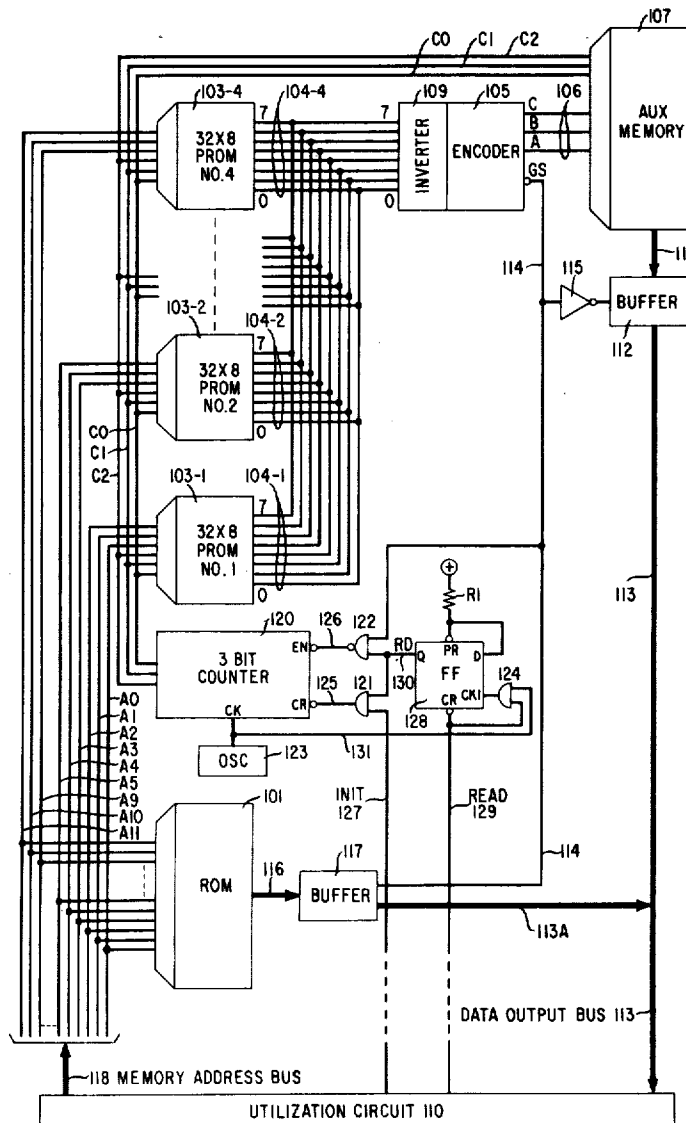 C0
C1
C2
107
AUX
MEMORY
103-4
32X8
PROM
NO.4
104-4
7
0
7
0
109
INVERTER
105
ENCODER
C
B
A
106
GS
114
115
11
BUFFER
112
103-2
32X8
PROM
NO.2
104-2
7
0
C0
C1
C2
103-1
32X8
PROM
NO.1
104-1
7
0
113
R1
120
3 BIT
COUNTER
EN
CR
CK
126
122
125
121
RD
130
Q
PR
D
FF
CR
CK1
128
124
OSC
123
131
A0
A1
A2
A3
A4
A5
A9
A10
A11
101
ROM
116
117
BUFFER
INIT
127
READ
129
114
113A
DATA OUTPUT BUS 113
118 MEMORY ADDRESS BUS
UTILIZATION CIRCUIT 110